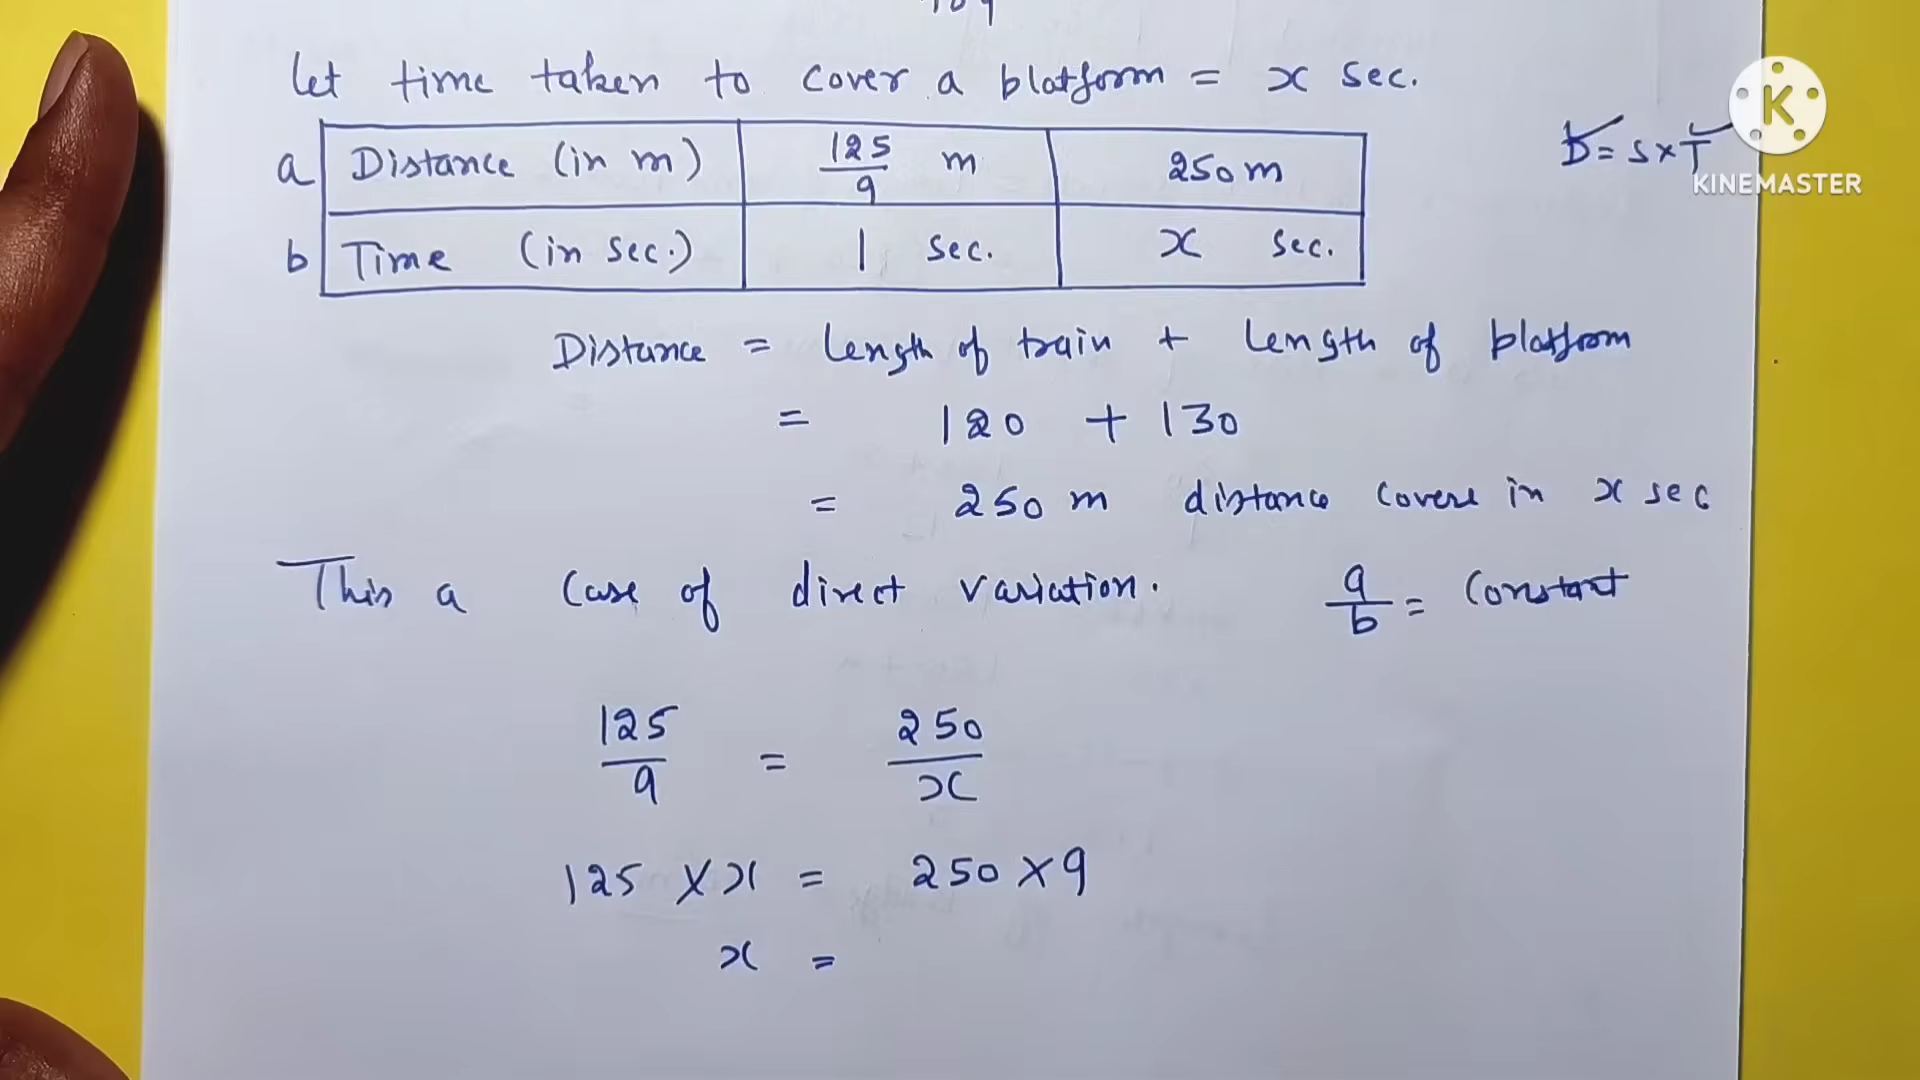 let time taken to cover a platform = x sec.
a Distance (in m) 125/9 m 250 m
D = S × T
b Time (in sec.) 1 sec. x sec.
KINEMASTER
Distance = length of train + length of platform
= 120 + 130
= 250 m distance covere in x sec
This a case of direct variation. a/b = constant
125/9 = 250/x
125 × x = 250 × 9
x =